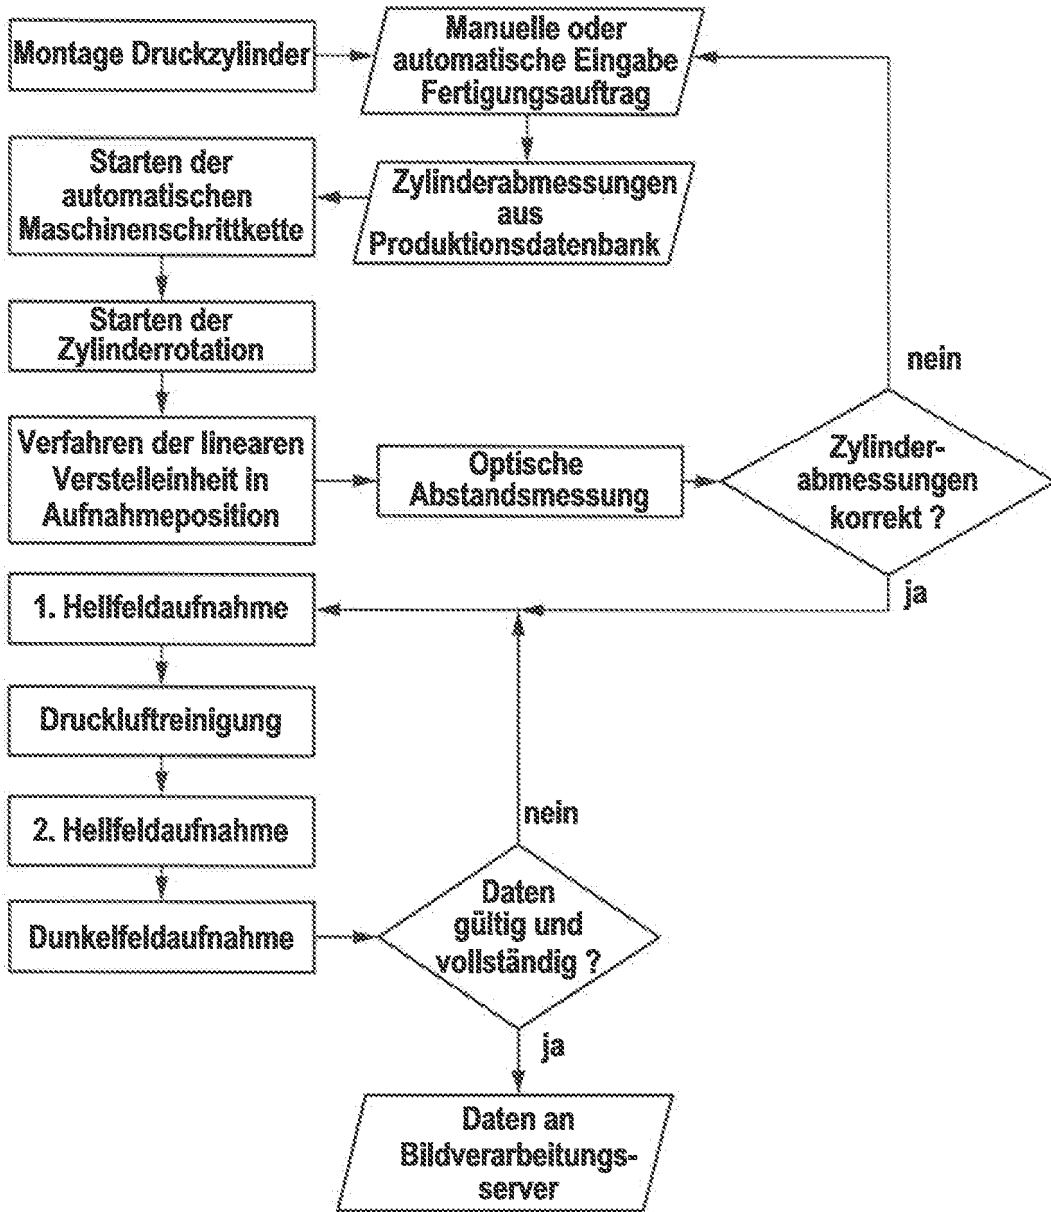 Montage Druckzylinder
Manuelle oder
automatische Eingabe
Fertigungsauftrag
Starten der
automatischen
Maschinenschrittkette
Zylinderabmessungen
aus
Produktionsdatenbank
Starten der
Zylinderrotation
nein
Verfahren der linearen
Verstelleinheit in
Aufnahmeposition
Optische
Abstandsmessung
Zylinder-
abmessungen
korrekt ?
ja
1. Hellfeldaufnahme
Druckluftreinigung
2. Hellfeldaufnahme
nein
Dunkelfeldaufnahme
Daten
gültig und
vollständig ?
ja
Daten an
Bildverarbeitungs-
server